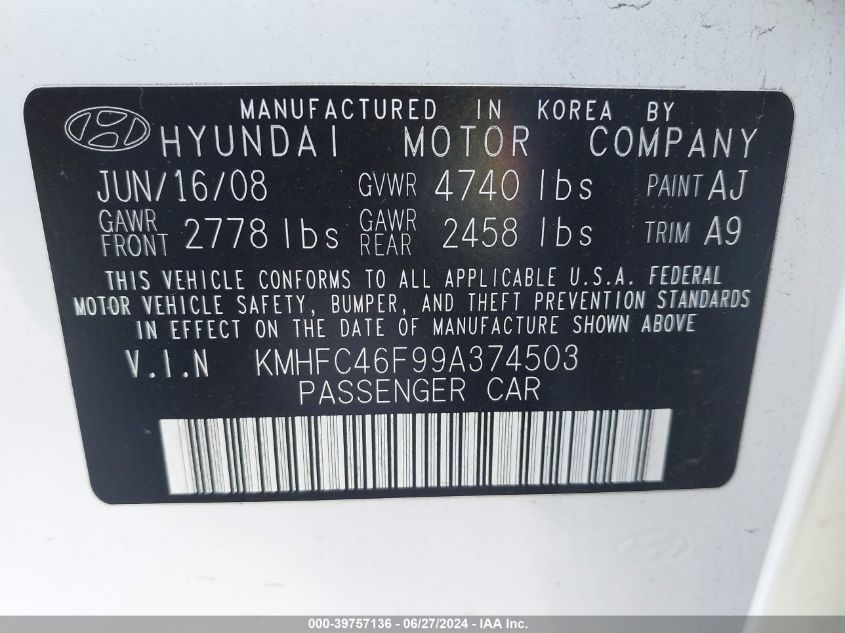 MANUFACTURED IN KOREA BY
HYUNDAI MOTOR COMPANY
JUN/16/08 GVWR 4740 lbs PAINT AJ
GAWR FRONT 2778 lbs GAWR REAR 2458 lbs TRIM A9
THIS VEHICLE CONFORMS TO ALL APPLICABLE U.S.A. FEDERAL
MOTOR VEHICLE SAFETY, BUMPER, AND THEFT PREVENTION STANDARDS
IN EFFECT ON THE DATE OF MANUFACTURE SHOWN ABOVE
V.I.N KMHFC46F99A374503
PASSENGER CAR
000-39757136 - 06/27/2024 - IAA Inc.